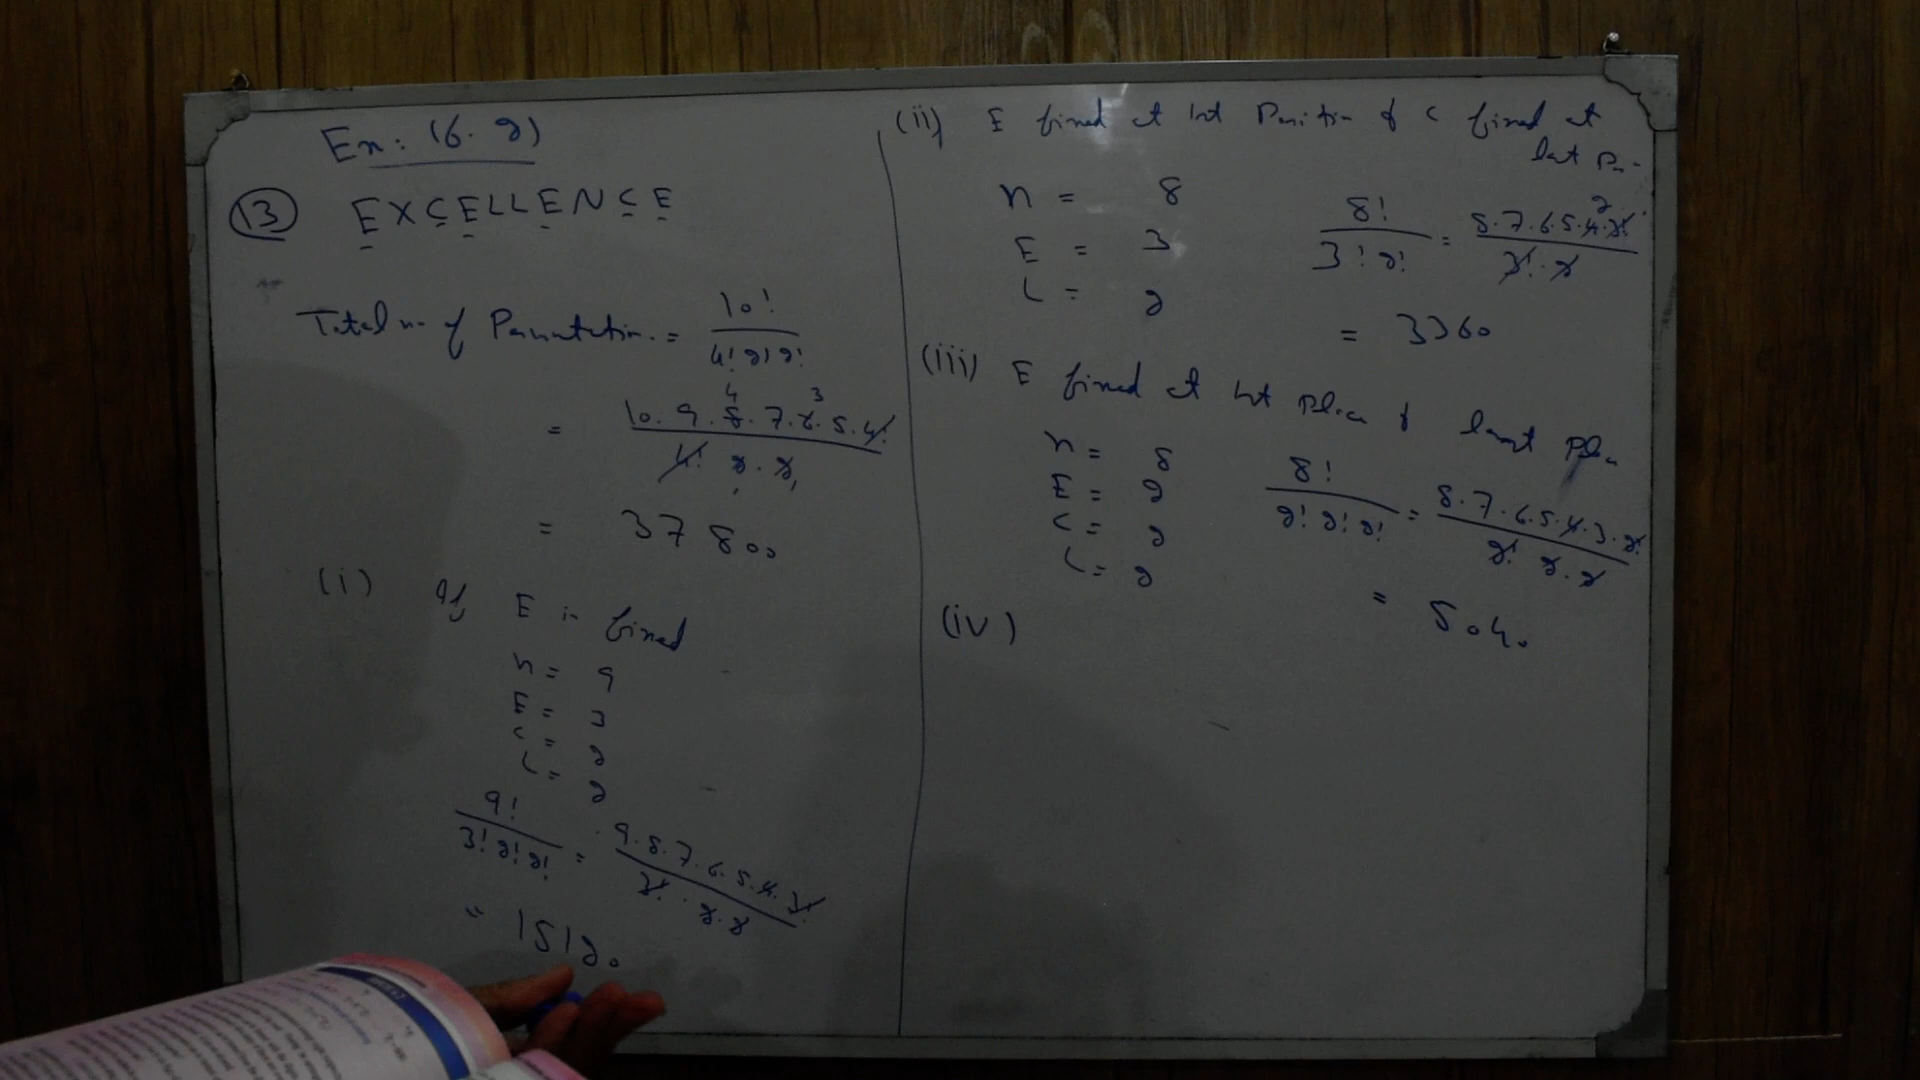 Ex: (6.2)
(13) EXCELLENCE
Total no of Permutation. = 10! / 4! 2! 2!
= 10. 9. 8. 7. 6. 5. 4! / 4! 2. 2
4 3
= 37800
(i) If E is fixed
n = 9
E = 3
C = 2
L = 2
9! / 3! 2! 2! = 9.8.7.6.5.4.3! / 3! . 2.2
= 15120
(ii) E fixed at 1st Position & C fixed at
last P..
n = 8
E = 3
L = 2
8! / 3! 2! = 8.7.6.5.4.3! / 3! . 2
2
= 3360
(iii) E fixed at 1st Place & last Place
n = 8
E = 2
C = 2
L = 2
8! / 2! 2! 2! = 8.7.6.5.4.3.2! / 2! 2.2
= 5040
(iv)